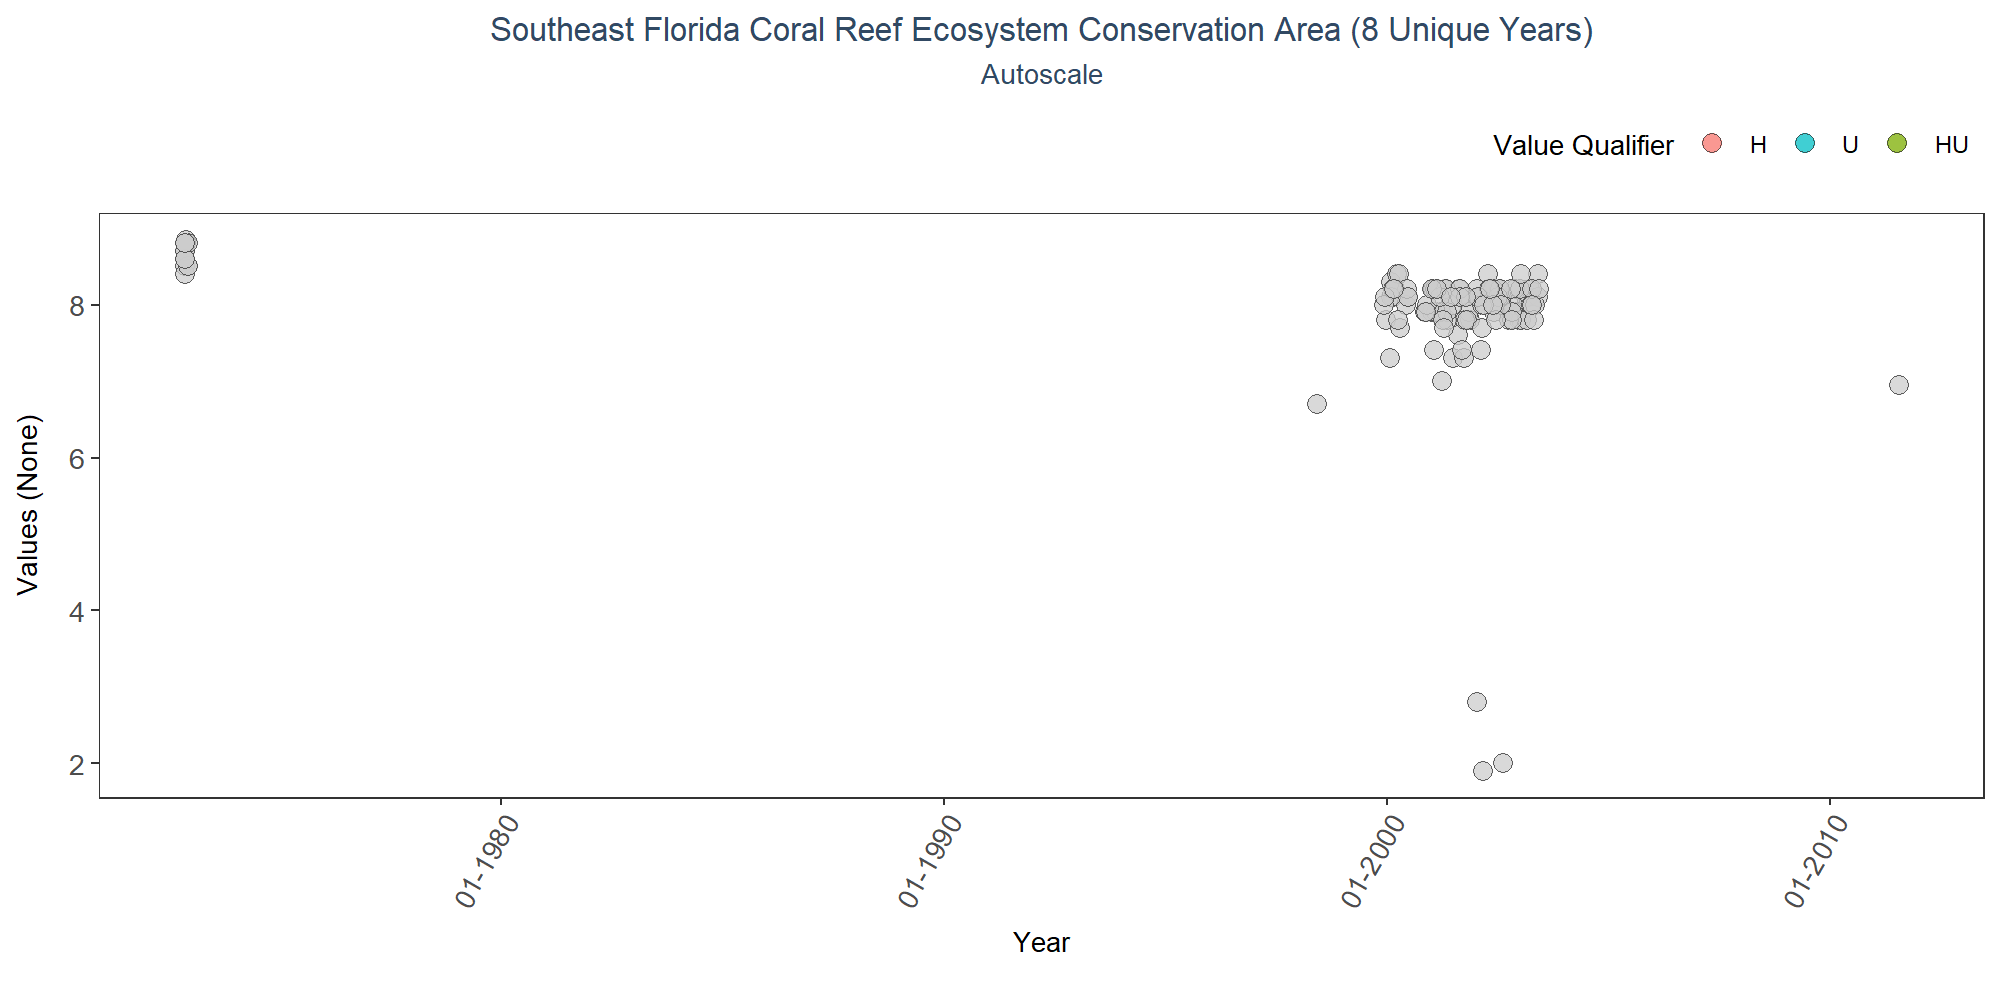 Southeast Florida Coral Reef Ecosystem Conservation Area (8 Unique Years)
Autoscale
Value Qualifier H U HU
Values (None)
8
6
4
2
01-1980 01-1990 01-2000 01-2010
Year